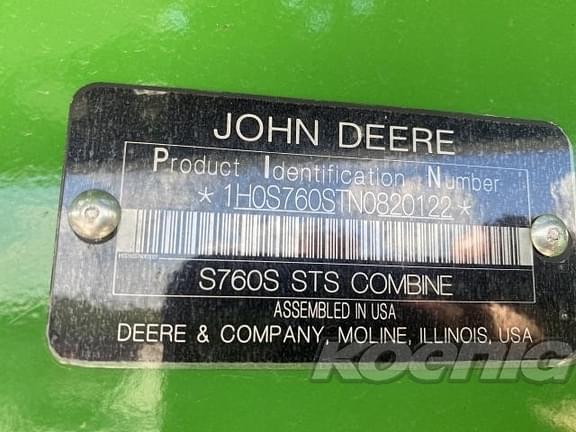 JOHN DEERE
Product Identification Number
*1H0S760STN0820122*
S760S STS COMBINE
ASSEMBLED IN USA
DEERE & COMPANY, MOLINE, ILLINOIS, USA
koenig